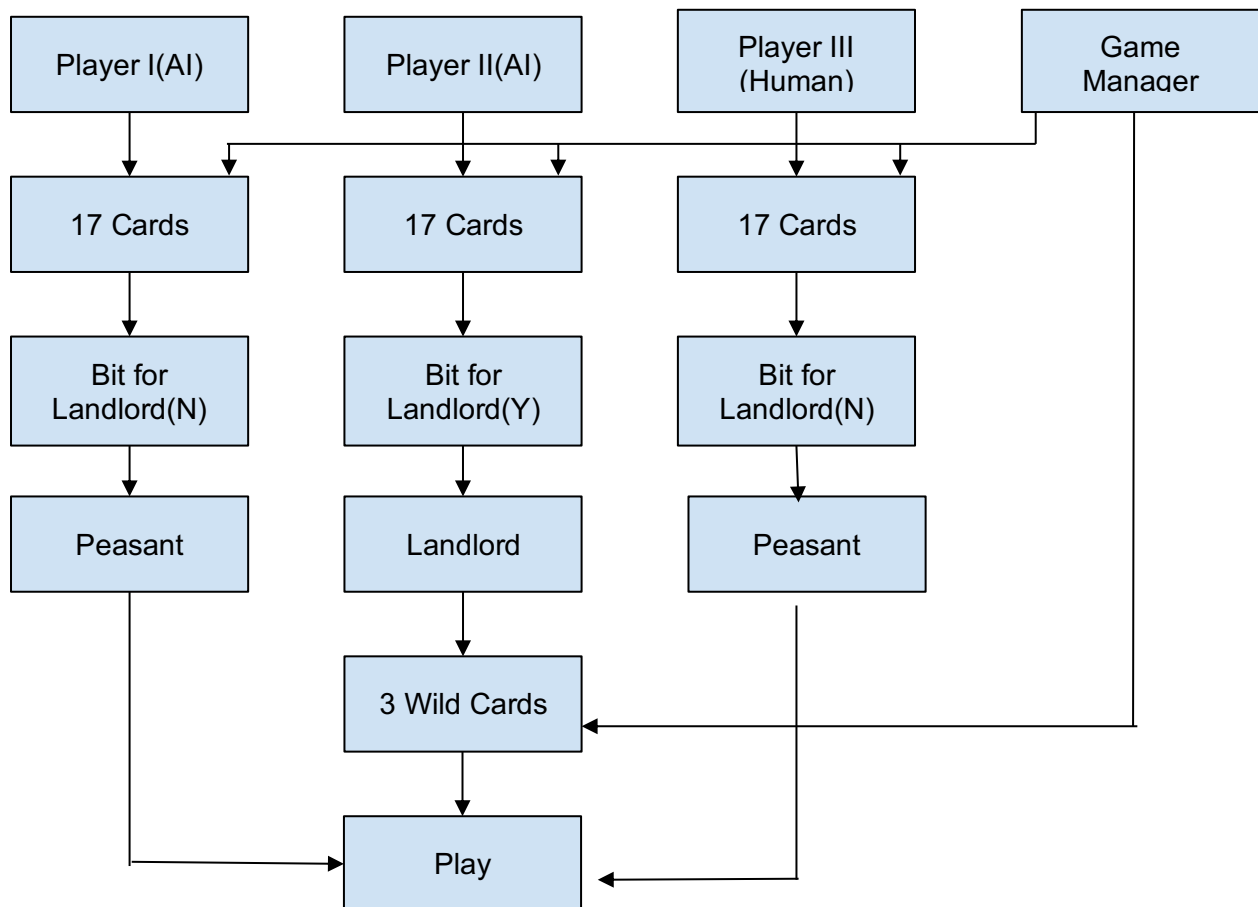 Player I(AI)
Player II(AI)
Player III
(Human)
Game
Manager
17 Cards
17 Cards
17 Cards
Bit for
Landlord(N)
Bit for
Landlord(Y)
Bit for
Landlord(N)
Peasant
Landlord
Peasant
3 Wild Cards
Play